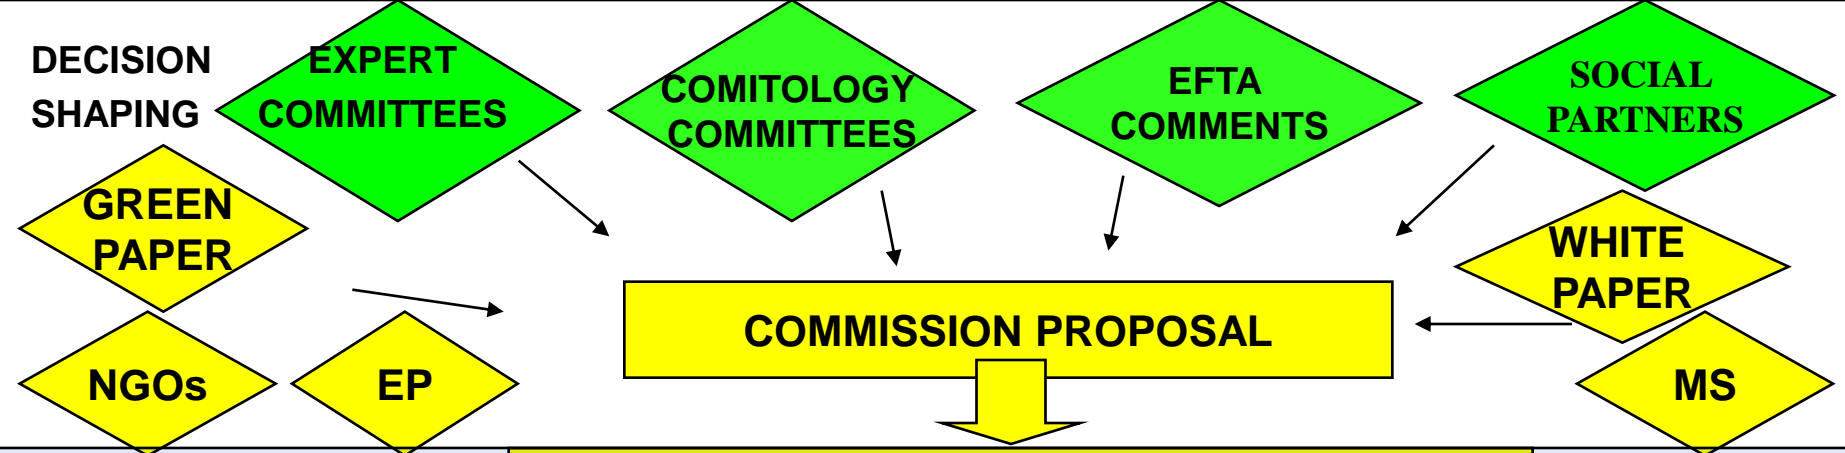 DECISION
SHAPING
EXPERT
COMMITTEES
COMITOLOGY
COMMITTEES
EFTA
COMMENTS
SOCIAL
PARTNERS
GREEN
PAPER
WHITE
PAPER
COMMISSION PROPOSAL
NGOs
EP
MS